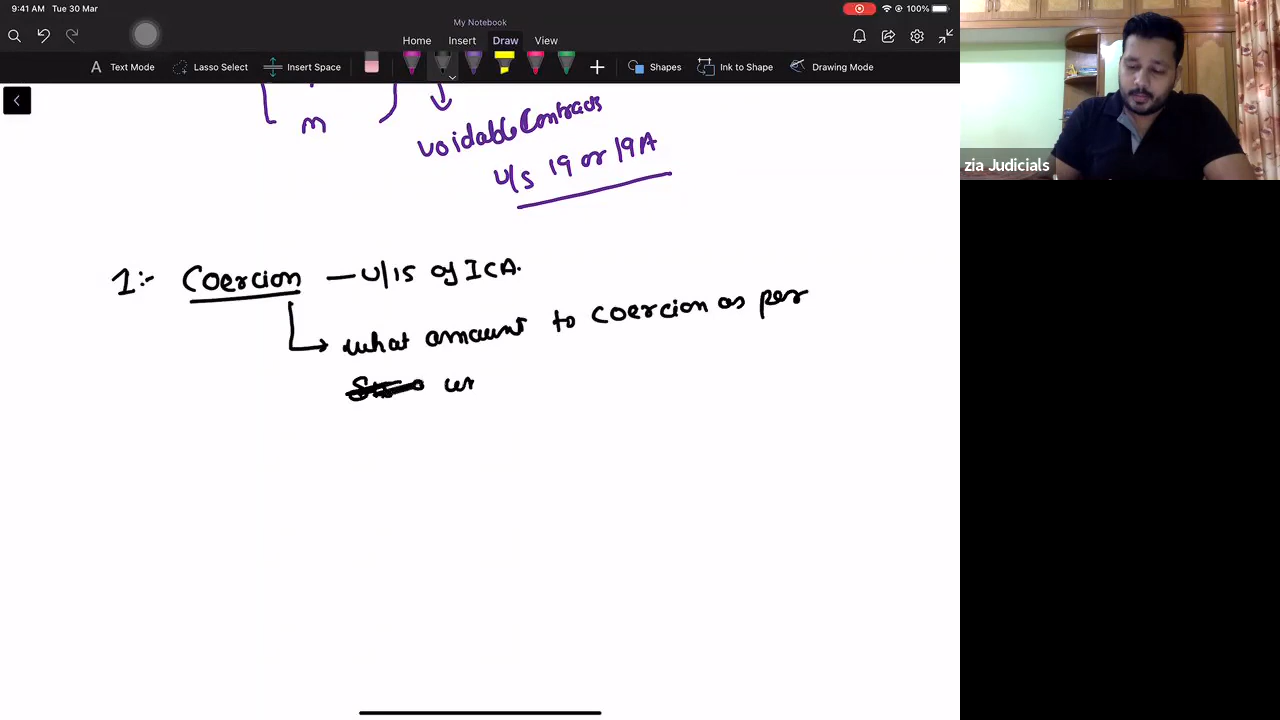 9:41 AM Tue 30 Mar
100%
My Notebook
Home Insert Draw View
Text Mode Lasso Select Insert Space Shapes Ink to Shape Drawing Mode
m
voidable Contracts
u/s 19 or 19A
zia Judicials
1:- Coercion — U/15 of ICA.
what amount to coercion as per